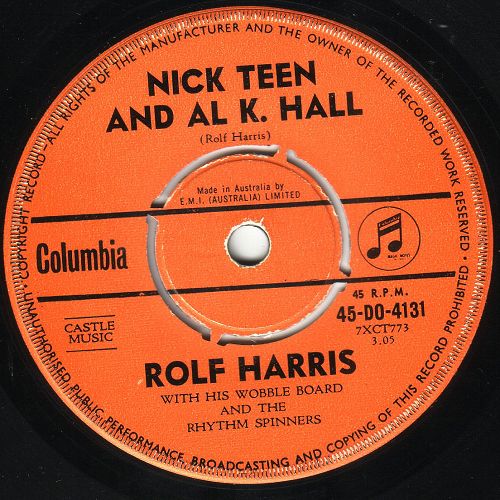 ALL RIGHTS OF THE MANUFACTURER AND THE OWNER OF THE RECORDED WORK RESERVED · UNAUTHORISED PUBLIC PERFORMANCE, BROADCASTING AND COPYING OF THIS RECORD PROHIBITED · COPYRIGHT RECORD ·
NICK TEEN
AND AL K. HALL
(Rolf Harris)
Made in Australia by
E.M.I. (AUSTRALIA) LIMITED
Columbia
45 R.P.M.
45-DO-4131
7XCT773
3.05
CASTLE
MUSIC
ROLF HARRIS
WITH HIS WOBBLE BOARD
AND THE
RHYTHM SPINNERS